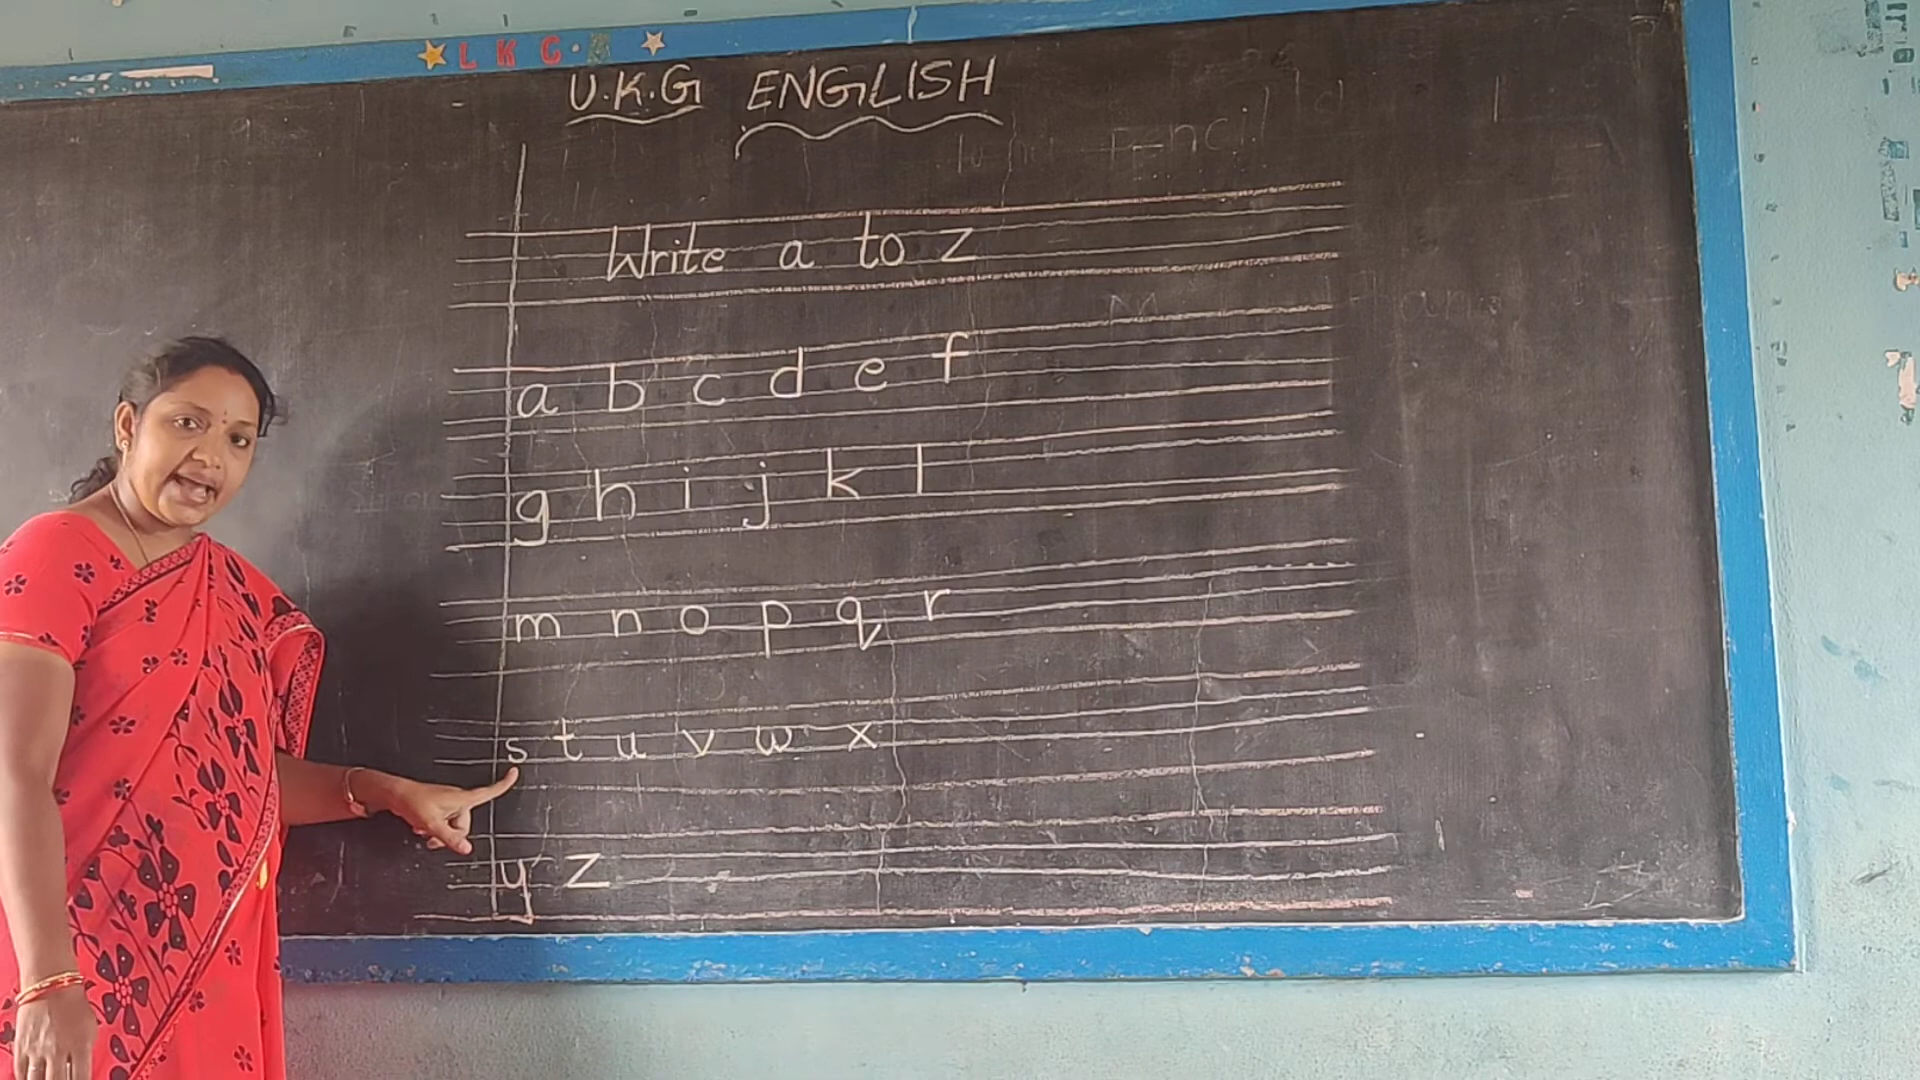 L K G.
U.K.G ENGLISH
Write a to z
a b c d e f
g h i j k l
m n o p q r
s t u v w x
y z